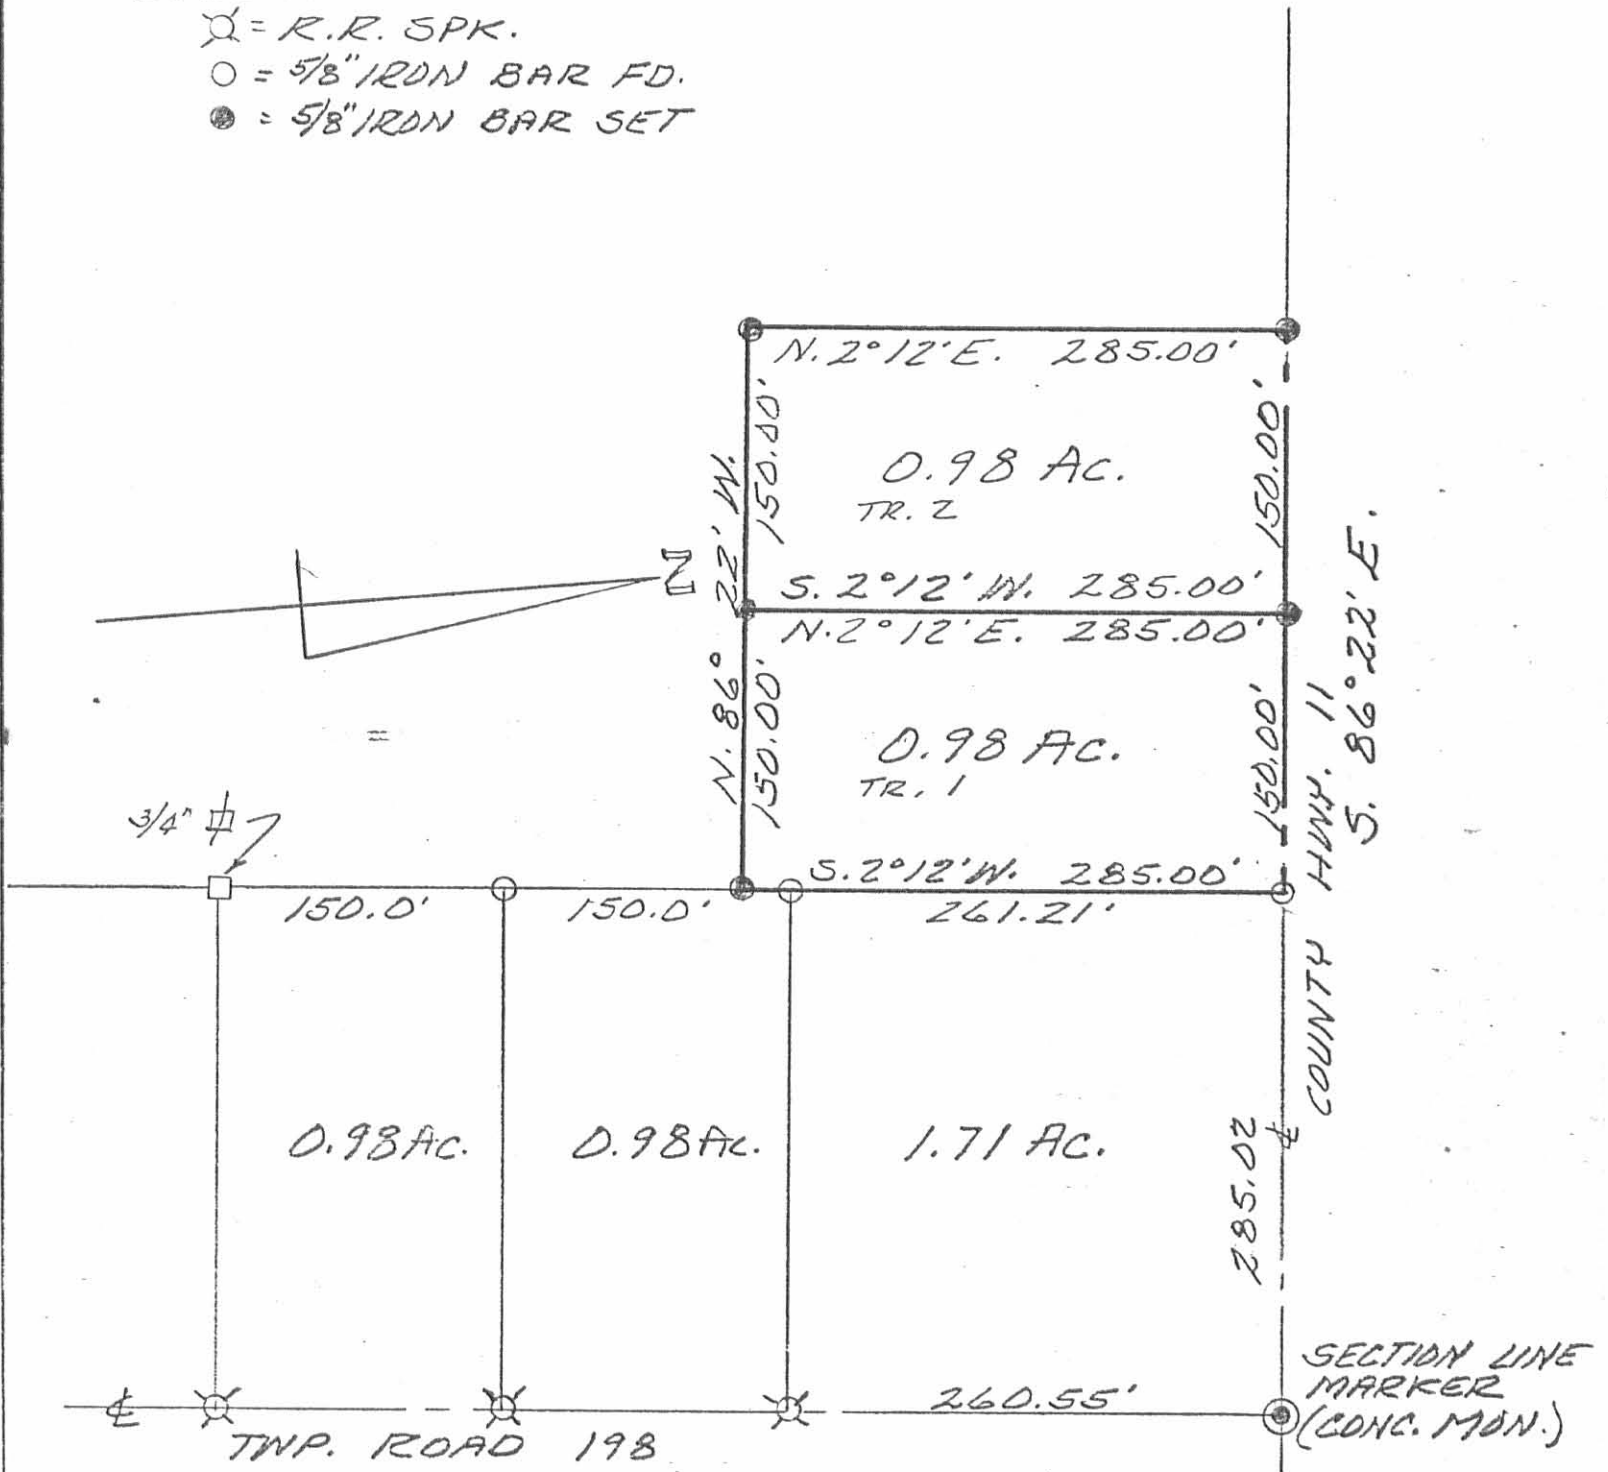 = R.R. SPK.
= 5/8" IRON BAR FD.
= 5/8" IRON BAR SET
N. 2°12' E. 285.00'
150.00'
0.98 Ac.
TR. 2
150.00'
S. 2°12' W. 285.00'
N. 2°12' E. 285.00'
N. 86° 22' W.
150.00'
0.98 Ac.
TR. 1
150.00'
S. 86° 22' E.
COUNTY HWY. 11
N
3/4"
S. 2°12' W. 285.00'
150.0'
150.0'
261.21'
0.98 Ac.
0.98 Ac.
1.71 Ac.
285.02
℄
℄
260.55'
TWP. ROAD 198
SECTION LINE
MARKER
(CONC. MON.)